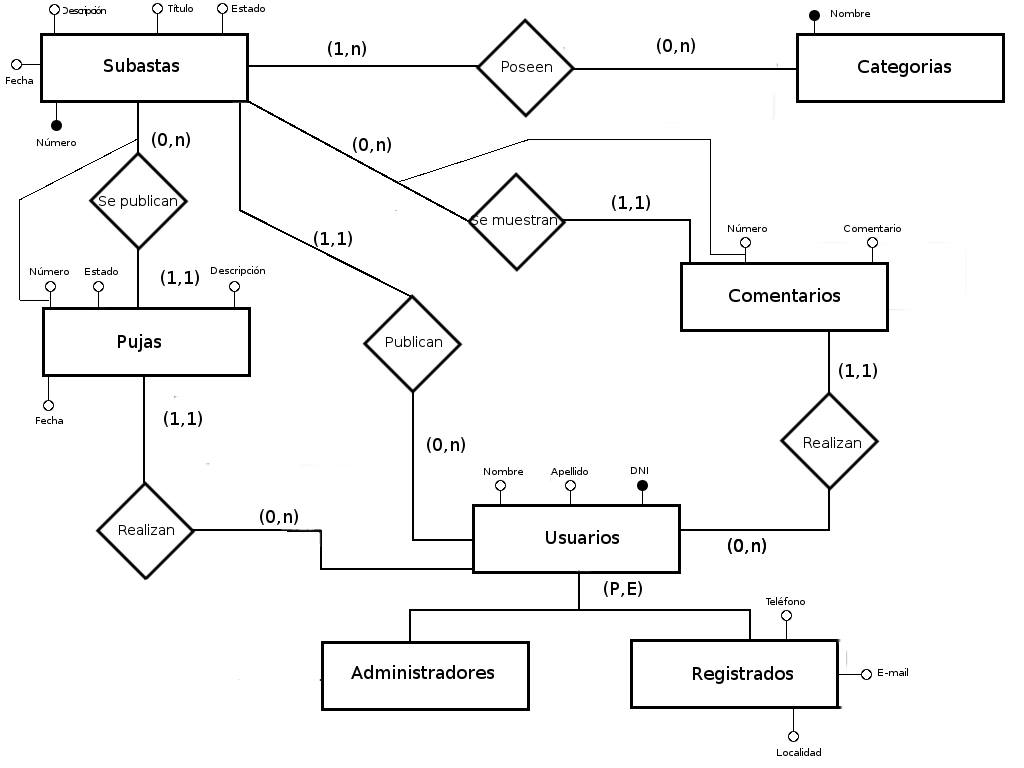 Descripción
Título
Estado
Nombre
Subastas
(1,n)
Poseen
(0,n)
Categorias
Fecha
Número
(0,n)
(0,n)
Se publican
Se muestran
(1,1)
Número
Comentario
(1,1)
Número
Estado
(1,1)
Descripción
Comentarios
Pujas
Publican
(1,1)
Fecha
(1,1)
(0,n)
Realizan
Nombre
Apellido
DNI
Realizan
(0,n)
Usuarios
(0,n)
(P,E)
Teléfono
Administradores
Registrados
E-mail
Localidad